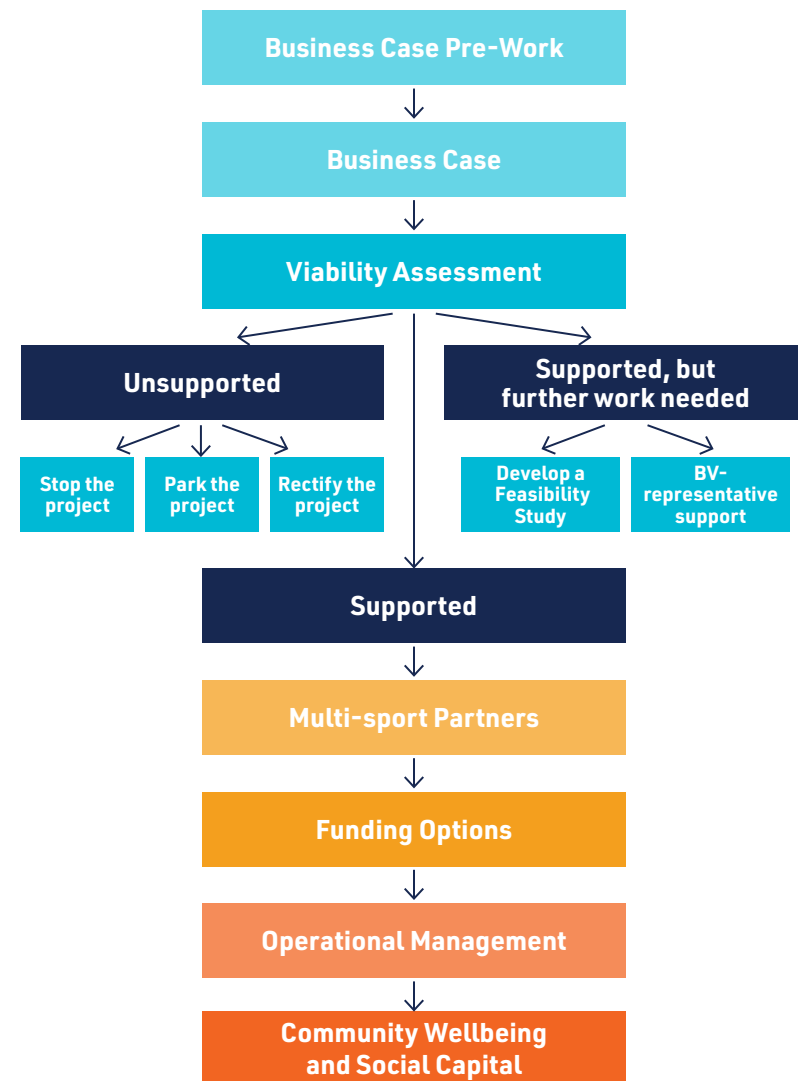 Business Case Pre-Work
Business Case
Viability Assessment
Unsupported
Supported, but
further work needed
Stop the
project
Park the
project
Rectify the
project
Develop a
Feasibility
Study
BV-
representative
support
Supported
Multi-sport Partners
Funding Options
Operational Management
Community Wellbeing
and Social Capital